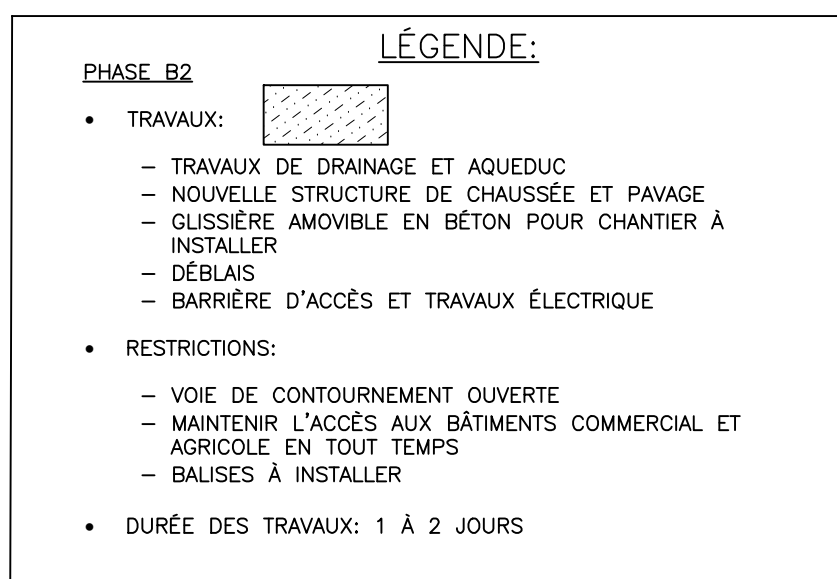 LÉGENDE:
PHASE B2
• TRAVAUX:
– TRAVAUX DE DRAINAGE ET AQUEDUC
– NOUVELLE STRUCTURE DE CHAUSSÉE ET PAVAGE
– GLISSIÈRE AMOVIBLE EN BÉTON POUR CHANTIER À
INSTALLER
– DÉBLAIS
– BARRIÈRE D'ACCÈS ET TRAVAUX ÉLECTRIQUE
• RESTRICTIONS:
– VOIE DE CONTOURNEMENT OUVERTE
– MAINTENIR L'ACCÈS AUX BÂTIMENTS COMMERCIAL ET
AGRICOLE EN TOUT TEMPS
– BALISES À INSTALLER
• DURÉE DES TRAVAUX: 1 À 2 JOURS